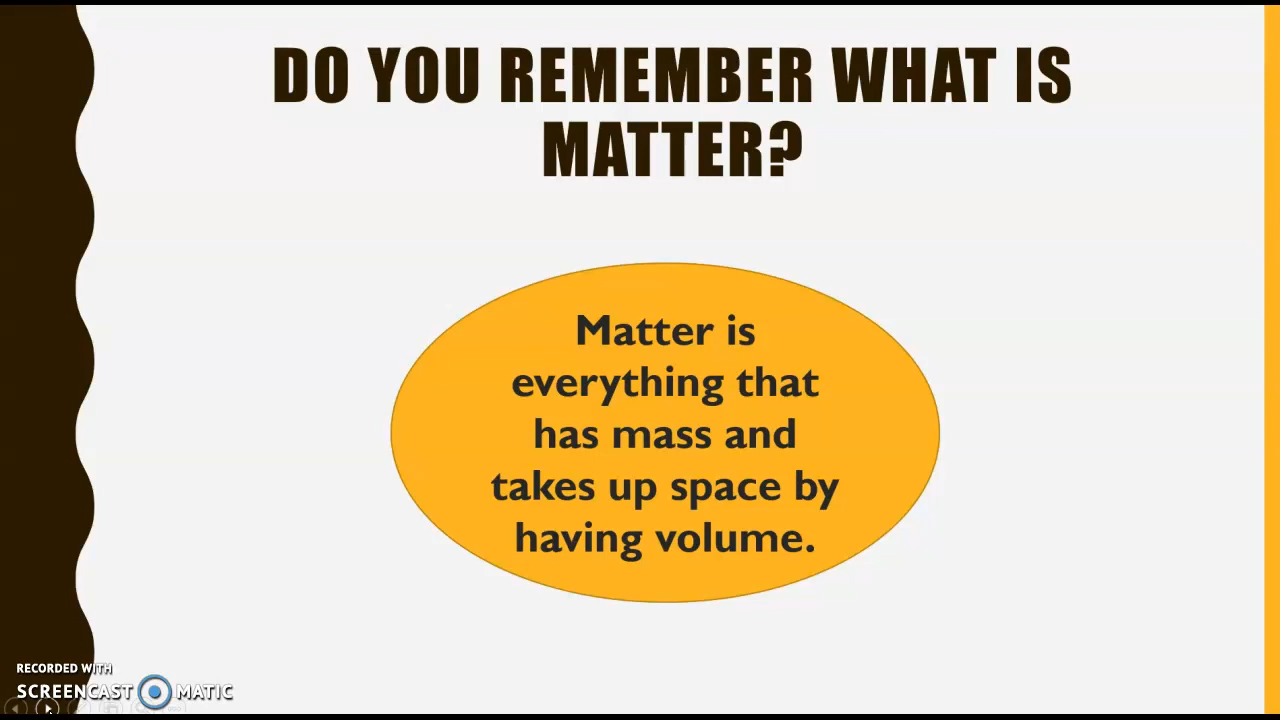 DO YOU REMEMBER WHAT IS
MATTER?
Matter is
everything that
has mass and
takes up space by
having volume.
RECORDED WITH
SCREENCAST MATIC